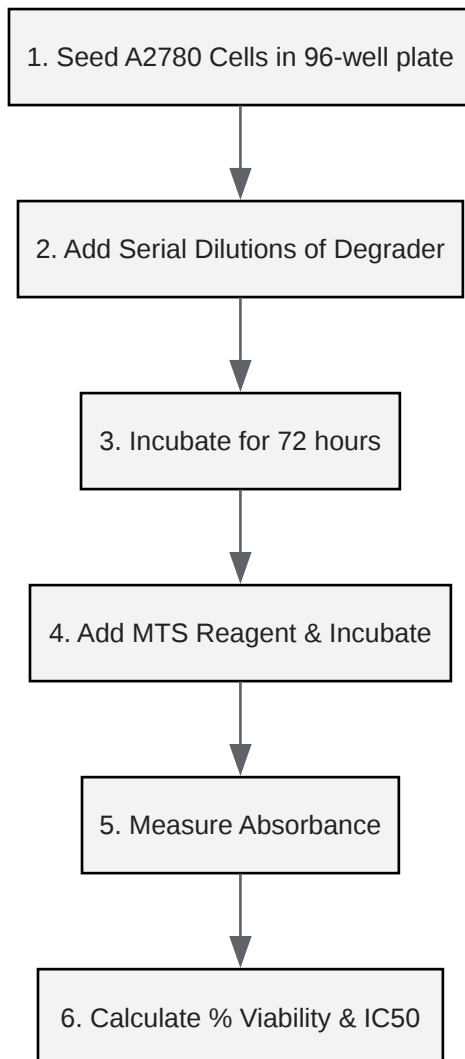 1. Seed A2780 Cells in 96-well plate
2. Add Serial Dilutions of Degrader
3. Incubate for 72 hours
4. Add MTS Reagent & Incubate
5. Measure Absorbance
6. Calculate % Viability & IC50